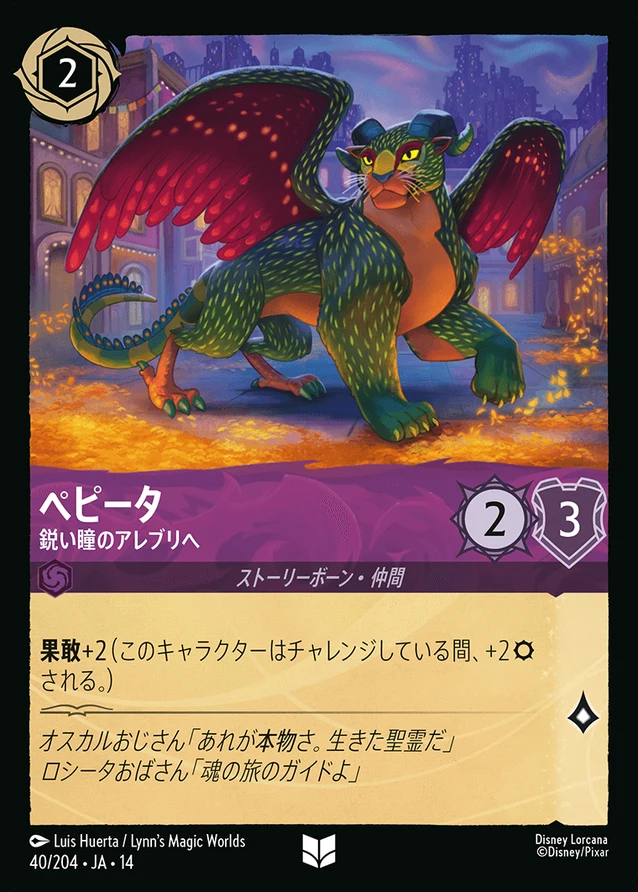 2
ペピータ
鋭い瞳のアレブリヘ
2
3
ストーリーボーン・仲間
果敢+2(このキャラクターはチャレンジしている間、+2
される。)
オスカルおじさん「あれが本物さ。生きた聖霊だ」
ロシータおばさん「魂の旅のガイドよ」
Luis Huerta / Lynn's Magic Worlds
40/204・JA・14
Disney Lorcana
©Disney/Pixar